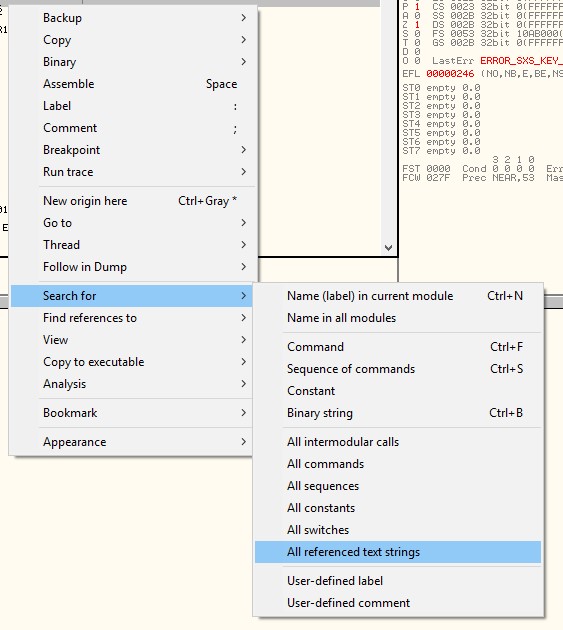 Backup
Copy
Binary
Assemble Space
Label :
Comment ;
Breakpoint
Run trace
New origin here Ctrl+Gray *
Go to
Thread
Follow in Dump
Search for
Find references to
View
Copy to executable
Analysis
Bookmark
Appearance
Name (label) in current module Ctrl+N
Name in all modules
Command Ctrl+F
Sequence of commands Ctrl+S
Constant
Binary string Ctrl+B
All intermodular calls
All commands
All sequences
All constants
All switches
All referenced text strings
User-defined label
User-defined comment
P 1 CS 0023 32bit 0(FFFFFF
A 0 SS 002B 32bit 0(FFFFFF
Z 1 DS 002B 32bit 0(FFFFFF
S 0 FS 0053 32bit 10AB000(
T 0 GS 002B 32bit 0(FFFFFF
D 0
O 0 LastErr ERROR_SXS_KEY_
EFL 00000246 (NO,NB,E,BE,NS
ST0 empty 0.0
ST1 empty 0.0
ST2 empty 0.0
ST3 empty 0.0
ST4 empty 0.0
ST5 empty 0.0
ST6 empty 0.0
ST7 empty 0.0
3 2 1 0
FST 0000 Cond 0 0 0 0 Err
FCW 027F Prec NEAR,53 Mas